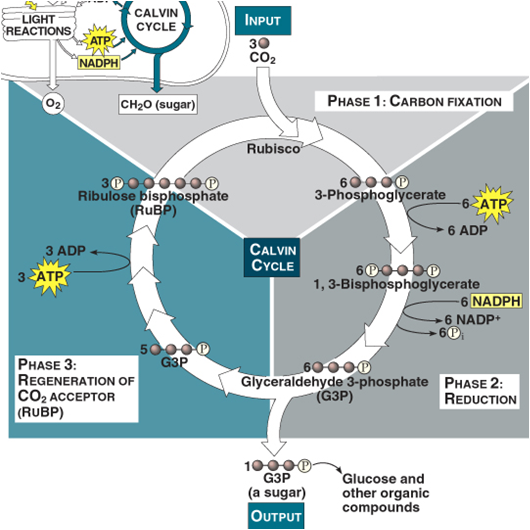 LIGHT
REACTIONS
ATP
NADPH
CALVIN
CYCLE
O2
CH2O (sugar)
INPUT
3
CO2
PHASE 1: CARBON FIXATION
Rubisco
3 P P
Ribulose bisphosphate
(RuBP)
6 P
3-Phosphoglycerate
6 ATP
6 ADP
6 P P
1, 3-Bisphosphoglycerate
6 NADPH
6 NADP+
6 Pi
CALVIN
CYCLE
3 ADP
3 ATP
5 P
G3P
6 P
Glyceraldehyde 3-phosphate
(G3P)
PHASE 3:
REGENERATION OF
CO2 ACCEPTOR
(RuBP)
PHASE 2:
REDUCTION
1 P
G3P
(a sugar)
Glucose and
other organic
compounds
OUTPUT